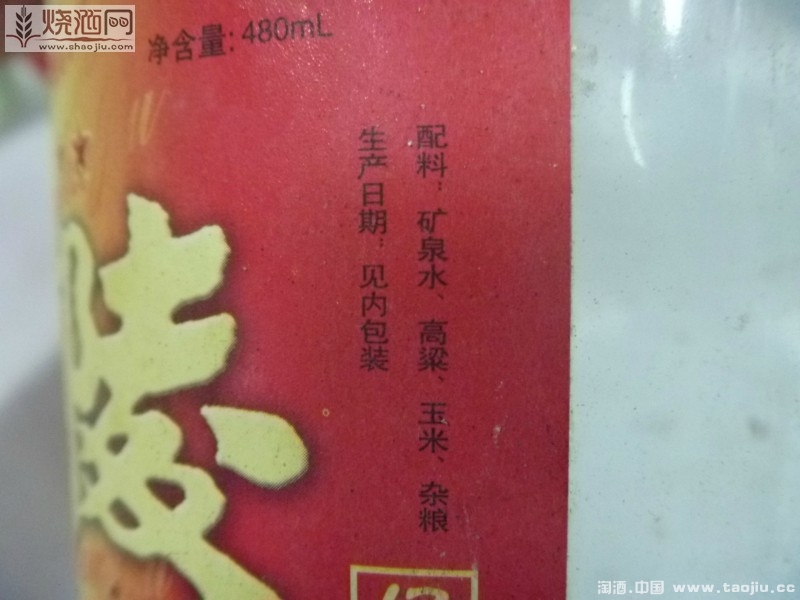 烧酒网
www.shaojiu.com
净含量: 480mL
配料：矿泉水、高粱、玉米、杂粮
生产日期：见内包装
陵
淘酒.中国 www.taojiu.cc